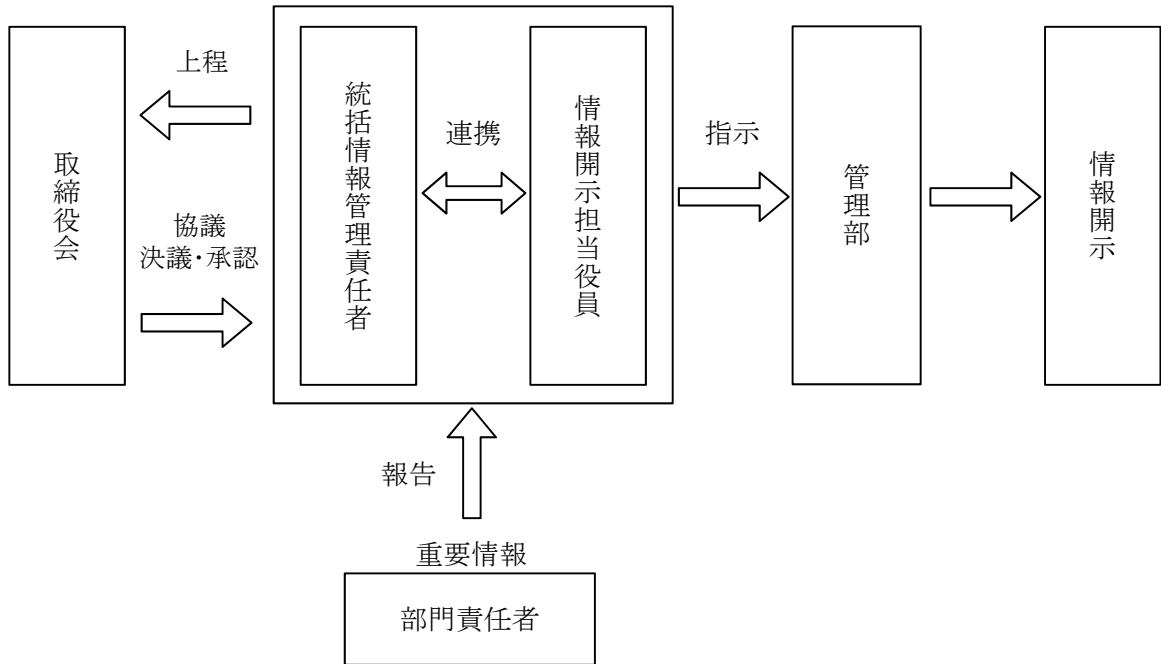 取締役会
上程
協議
決議・承認
統括情報管理責任者
連携
情報開示担当役員
指示
管理部
情報開示
報告
重要情報
部門責任者